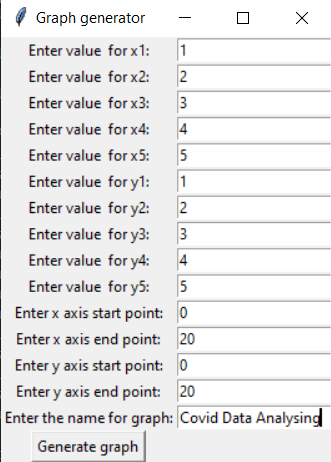 Graph generator
Enter value  for x1: 1
Enter value  for x2: 2
Enter value  for x3: 3
Enter value  for x4: 4
Enter value  for x5: 5
Enter value  for y1: 1
Enter value  for y2: 2
Enter value  for y3: 3
Enter value  for y4: 4
Enter value  for y5: 5
Enter x axis start point: 0
Enter x axis end point: 20
Enter y axis start point: 0
Enter y axis end point: 20
Enter the name for graph: Covid Data Analysing
Generate graph